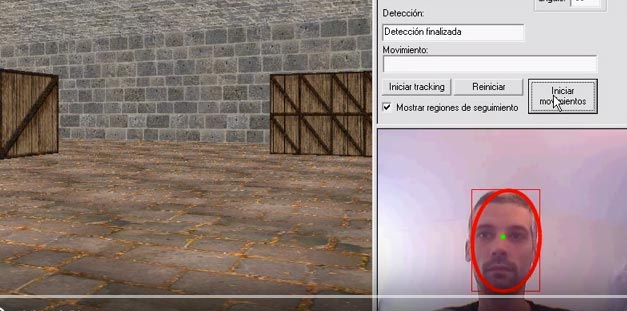 Detección:
Detección finalizada
Movimiento:
Iniciar tracking
Reiniciar
Iniciar
movimientos
Mostrar regiones de seguimiento